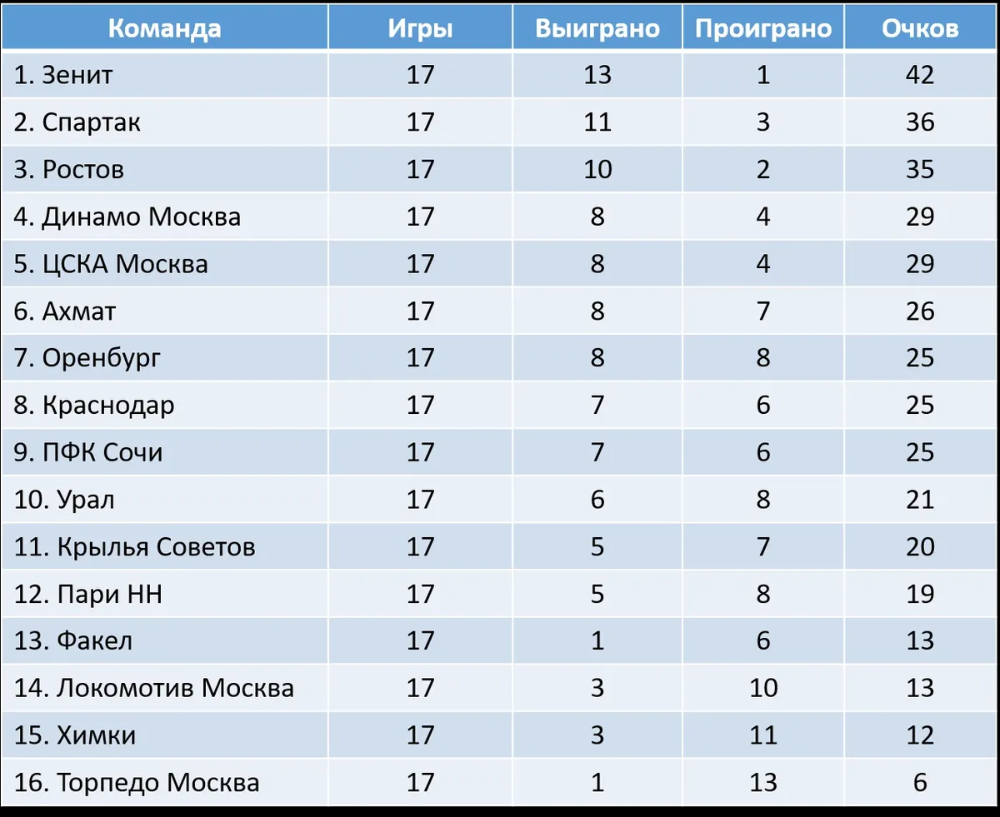 Команда Игры Выиграно Проиграно Очков
1. Зенит 17 13 1 42
2. Спартак 17 11 3 36
3. Ростов 17 10 2 35
4. Динамо Москва 17 8 4 29
5. ЦСКА Москва 17 8 4 29
6. Ахмат 17 8 7 26
7. Оренбург 17 8 8 25
8. Краснодар 17 7 6 25
9. ПФК Сочи 17 7 6 25
10. Урал 17 6 8 21
11. Крылья Советов 17 5 7 20
12. Пари НН 17 5 8 19
13. Факел 17 1 6 13
14. Локомотив Москва 17 3 10 13
15. Химки 17 3 11 12
16. Торпедо Москва 17 1 13 6